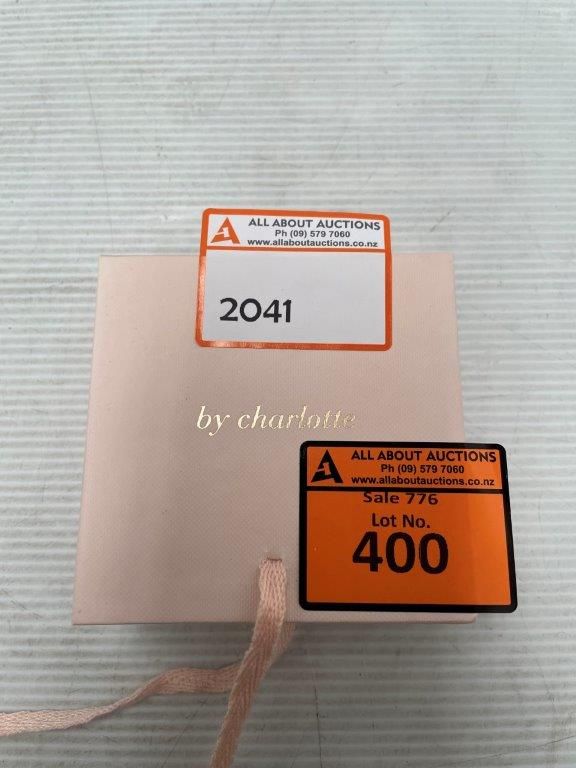 ALL ABOUT AUCTIONS
Ph (09) 579 7060
www.allaboutauctions.co.nz
2041
by charlotte
ALL ABOUT AUCTIONS
Ph (09) 579 7060
www.allaboutauctions.co.nz
Sale 776
Lot No.
400